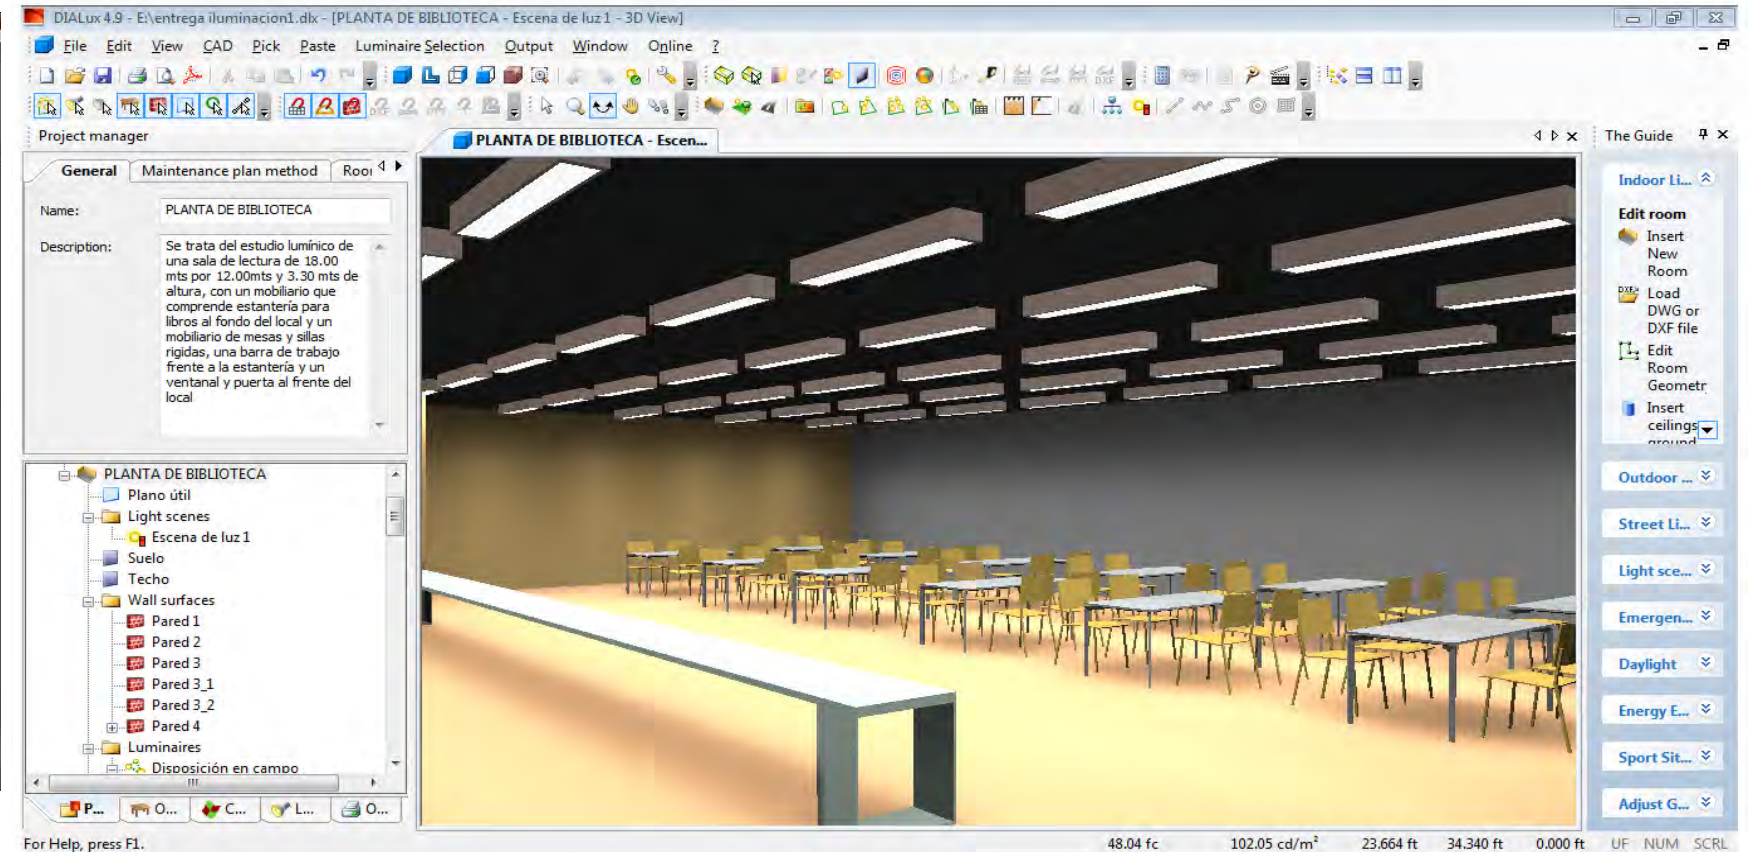 DIALux 4.9 - E:\entrega iluminacion1.dlx - [PLANTA DE BIBLIOTECA - Escena de luz 1 - 3D View]
File Edit View CAD Pick Paste Luminaire Selection Output Window Online ?
Project manager
General Maintenance plan method Roor
Name: PLANTA DE BIBLIOTECA
Description: Se trata del estudio lumínico de
una sala de lectura de 18.00
mts por 12.00mts y 3.30 mts de
altura, con un mobiliario que
comprende estantería para
libros al fondo del local y un
mobiliario de mesas y sillas
rigidas, una barra de trabajo
frente a la estantería y un
ventanal y puerta al frente del
local
PLANTA DE BIBLIOTECA
Plano útil
Light scenes
Escena de luz 1
Suelo
Techo
Wall surfaces
Pared 1
Pared 2
Pared 3
Pared 3_1
Pared 3_2
Pared 4
Luminaires
Disposición en campo
P... O... C... L... O...
PLANTA DE BIBLIOTECA - Escen...
The Guide
Indoor Li...
Edit room
Insert
New
Room
Load
DWG or
DXF file
Edit
Room
Geometr
Insert
ceilings,
ground
Outdoor ...
Street Li...
Light sce...
Emergen...
Daylight
Energy E...
Sport Sit...
Adjust G...
For Help, press F1. 48.04 fc 102.05 cd/m² 23.664 ft 34.340 ft 0.000 ft UF NUM SCRL